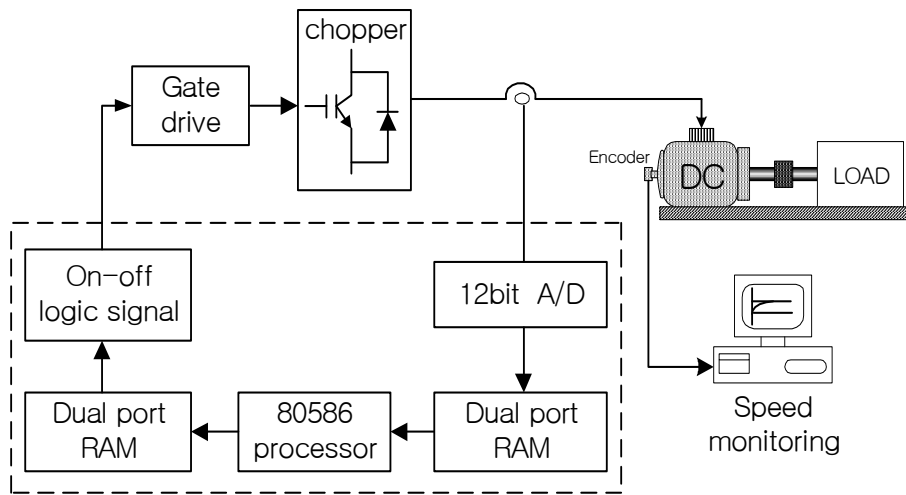 chopper
Gate
drive
Encoder
DC
LOAD
On-off
logic signal
12bit A/D
Dual port
RAM
80586
processor
Dual port
RAM
Speed
monitoring